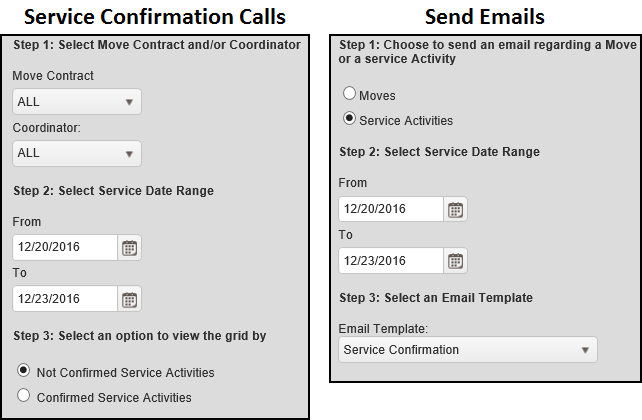 Service Confirmation Calls
Step 1: Select Move Contract and/or Coordinator
Move Contract
ALL
Coordinator:
ALL
Step 2: Select Service Date Range
From
12/20/2016
To
12/23/2016
Step 3: Select an option to view the grid by
Not Confirmed Service Activities
Confirmed Service Activities
Send Emails
Step 1: Choose to send an email regarding a Move
or a service Activity
Moves
Service Activities
Step 2: Select Service Date Range
From
12/20/2016
To
12/23/2016
Step 3: Select an Email Template
Email Template:
Service Confirmation